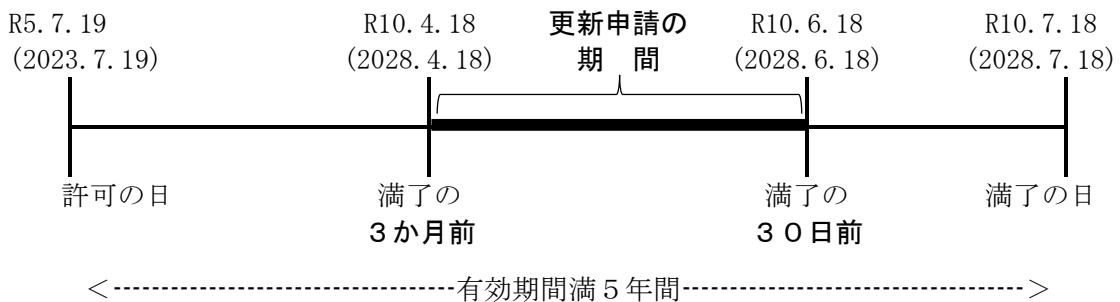 R5.7.19
(2023.7.19)
R10.4.18
(2028.4.18)
更新申請の
期　間
R10.6.18
(2028.6.18)
R10.7.18
(2028.7.18)
許可の日
満了の
３か月前
満了の
３０日前
満了の日
＜-----------------------------------有効期間満５年間-----------------------------------＞